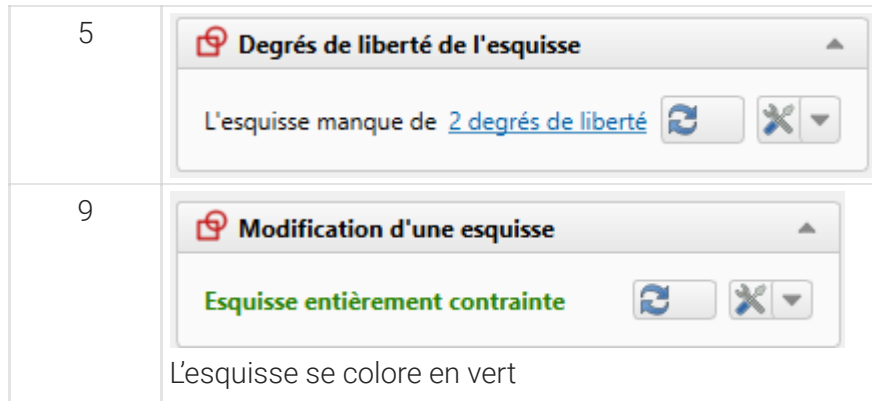 5
Degrés de liberté de l'esquisse
L'esquisse manque de 2 degrés de liberté
9
Modification d'une esquisse
Esquisse entièrement contrainte
L’esquisse se colore en vert